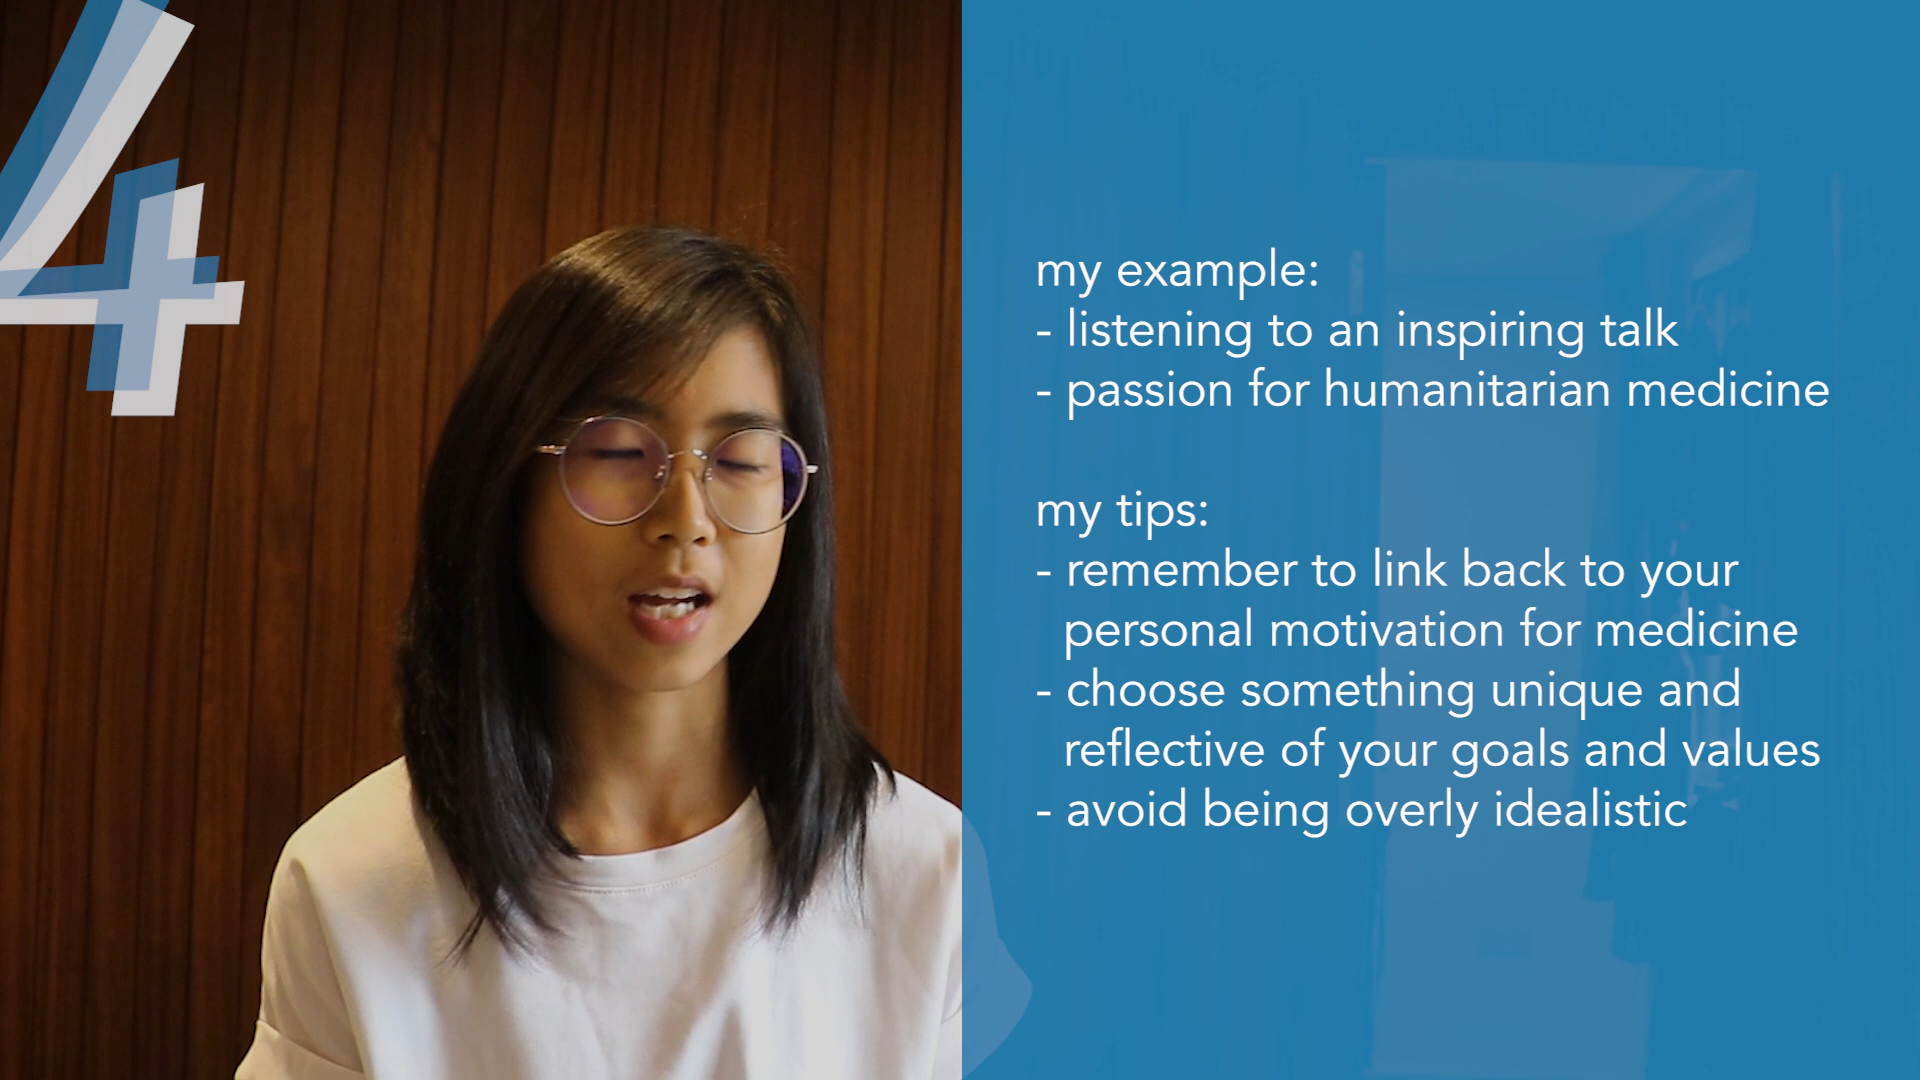 4
my example:
- listening to an inspiring talk
- passion for humanitarian medicine
my tips:
- remember to link back to your
personal motivation for medicine
- choose something unique and
reflective of your goals and values
- avoid being overly idealistic